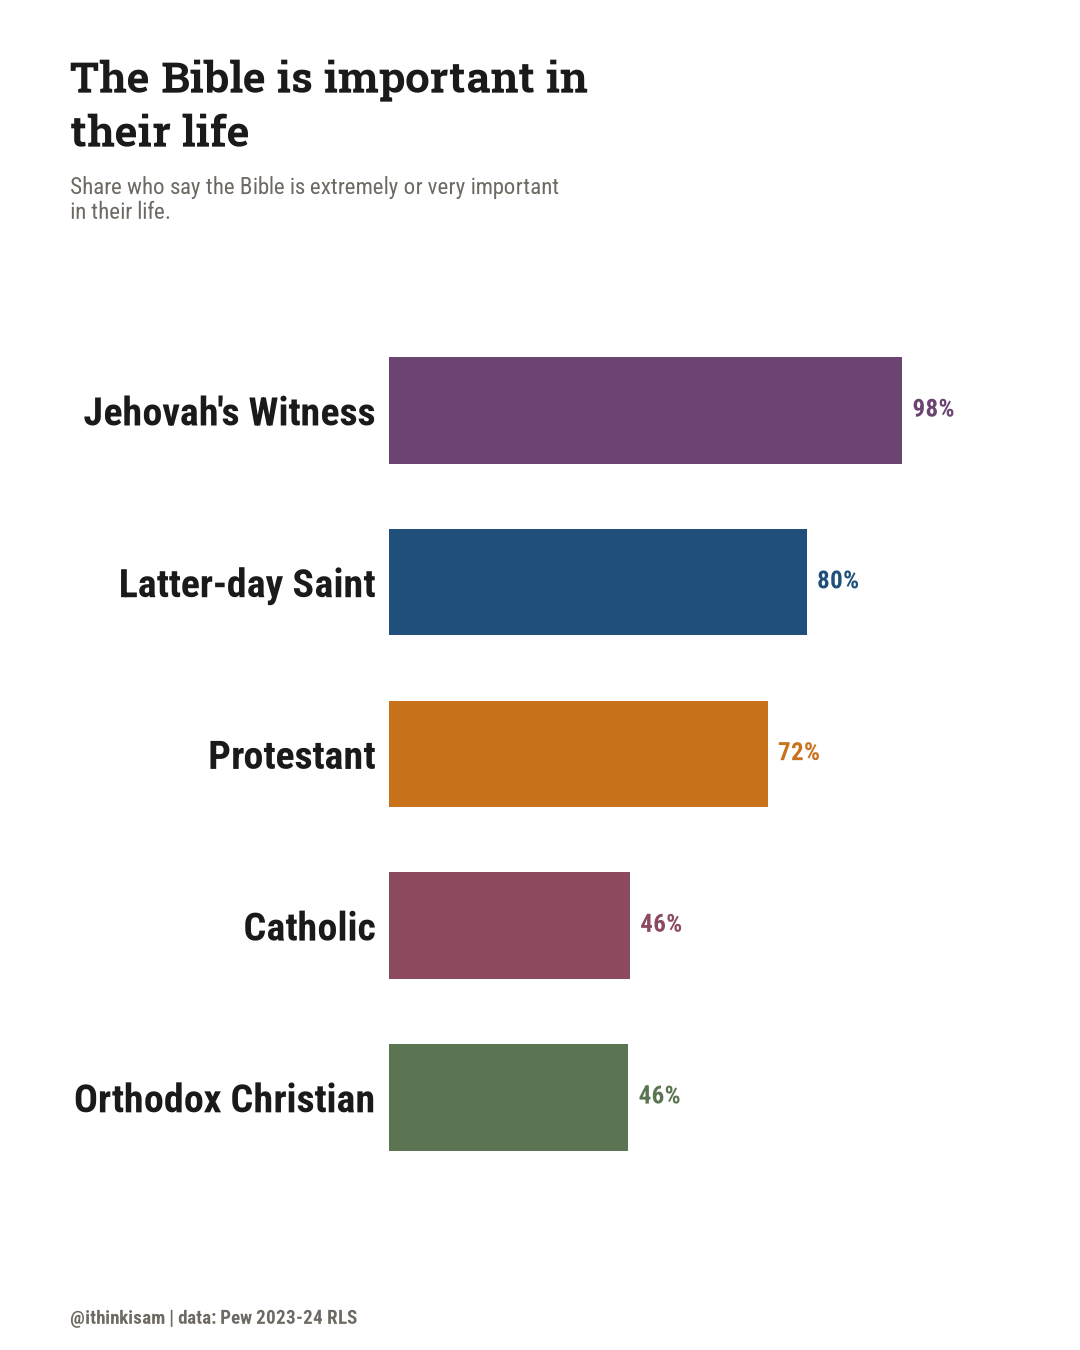 The Bible is important in
their life
Share who say the Bible is extremely or very important
in their life.
Jehovah's Witness
98%
Latter-day Saint
80%
Protestant
72%
Catholic
46%
Orthodox Christian
46%
@ithinkisam | data: Pew 2023-24 RLS